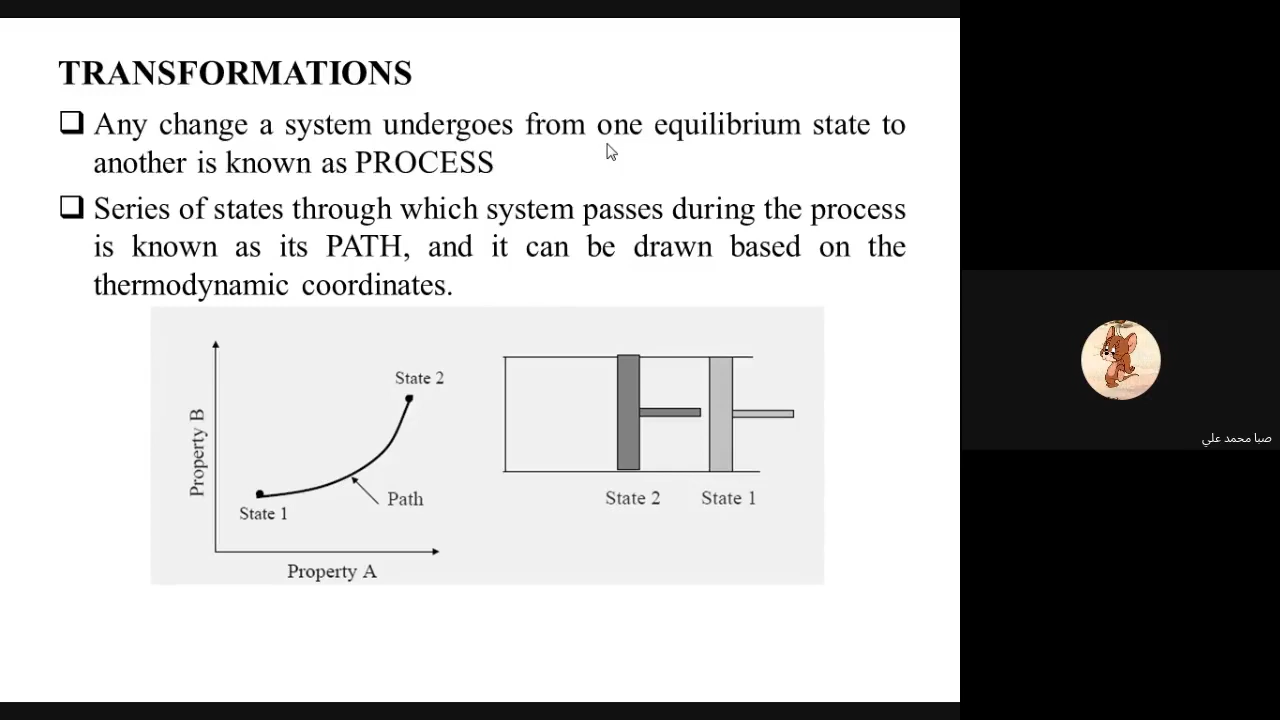 TRANSFORMATIONS
Any change a system undergoes from one equilibrium state to
another is known as PROCESS
Series of states through which system passes during the process
is known as its PATH, and it can be drawn based on the
thermodynamic coordinates.
State 2
Property B
Path
State 1
Property A
State 2
State 1
صبا محمد علي